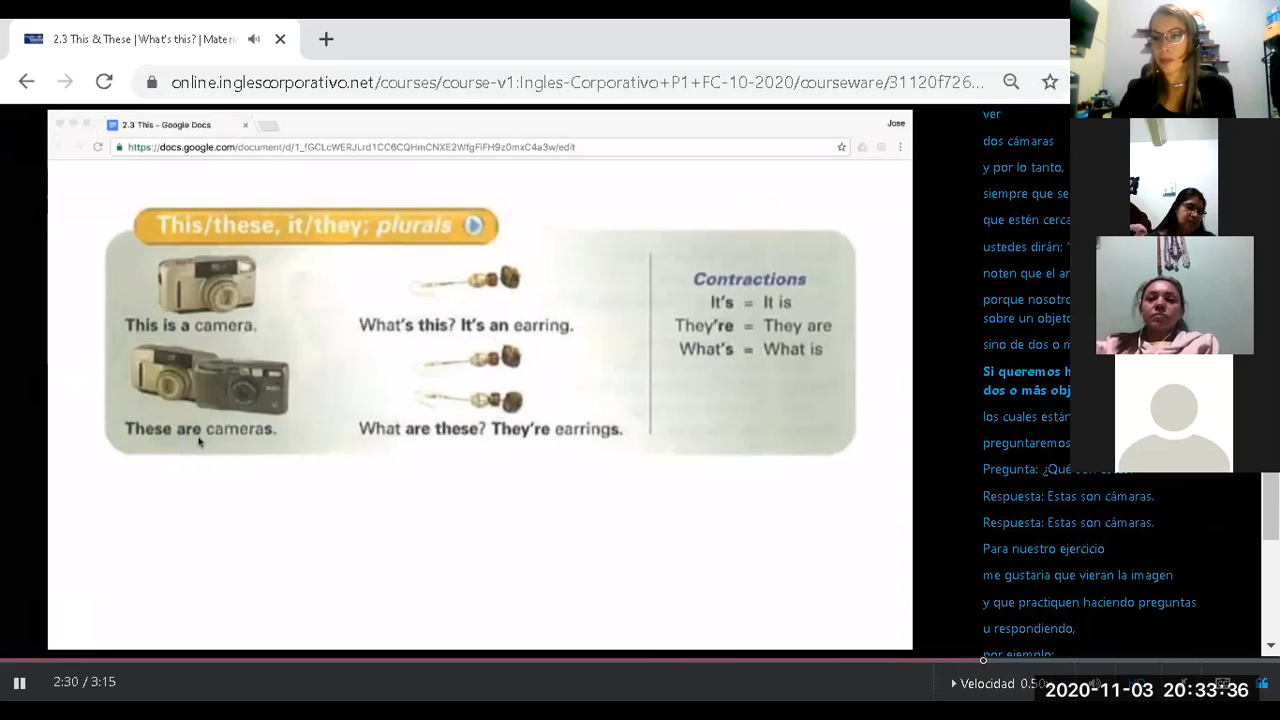 2.3 This & These | What's this? | Materi
online.inglescorporativo.net/courses/course-v1:Ingles-Corporativo+P1+FC-10-2020/courseware/31120f726...
2.3 This - Google Docs
Jose
https://docs.google.com/document/d/1_fGCLcWERJLrd1CC6CQHmCNXE2WfgFiFH9z0mxC4a3w/edit
This/these, it/they; plurals
This is a camera.
These are cameras.
What's this? It's an earring.
What are these? They're earrings.
Contractions
It's = It is
They're = They are
What's = What is
ver
dos cámaras
y por lo tanto,
siempre que se
que estén cerca
ustedes dirán:
noten que el
porque nosotro
sobre un objeto
sino de dos o m
Si queremos h
dos o más obj
los cuales están
preguntaremos
Pregunta: ¿Qué
Respuesta: Estas son cámaras.
Respuesta: Estas son cámaras.
Para nuestro ejercicio
me gustaria que vieran la imagen
y que practiquen haciendo preguntas
u respondiendo,
por ejemplo:
2:30 / 3:15
Velocidad 0.50x
2020-11-03 20:33:36